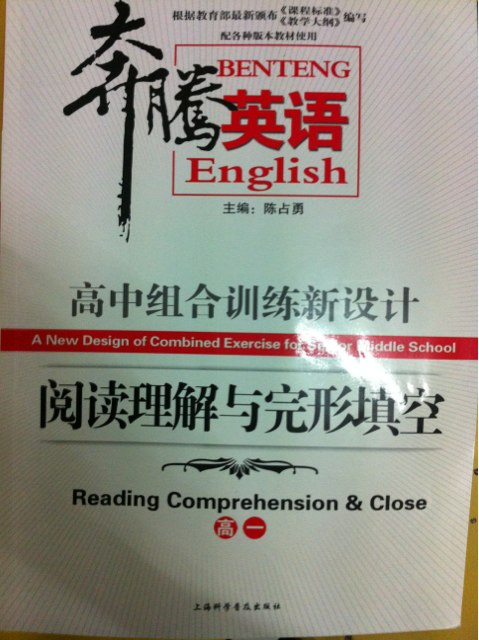 根据教育部最新颁布《课程标准》《教学大纲》编写
配各种版本教材使用
奔腾英语
BENTENG
English
主编：陈占勇
高中组合训练新设计
A New Design of Combined Exercise for Senior Middle School
阅读理解与完形填空
Reading Comprehension & Close
高一
上海科学普及出版社